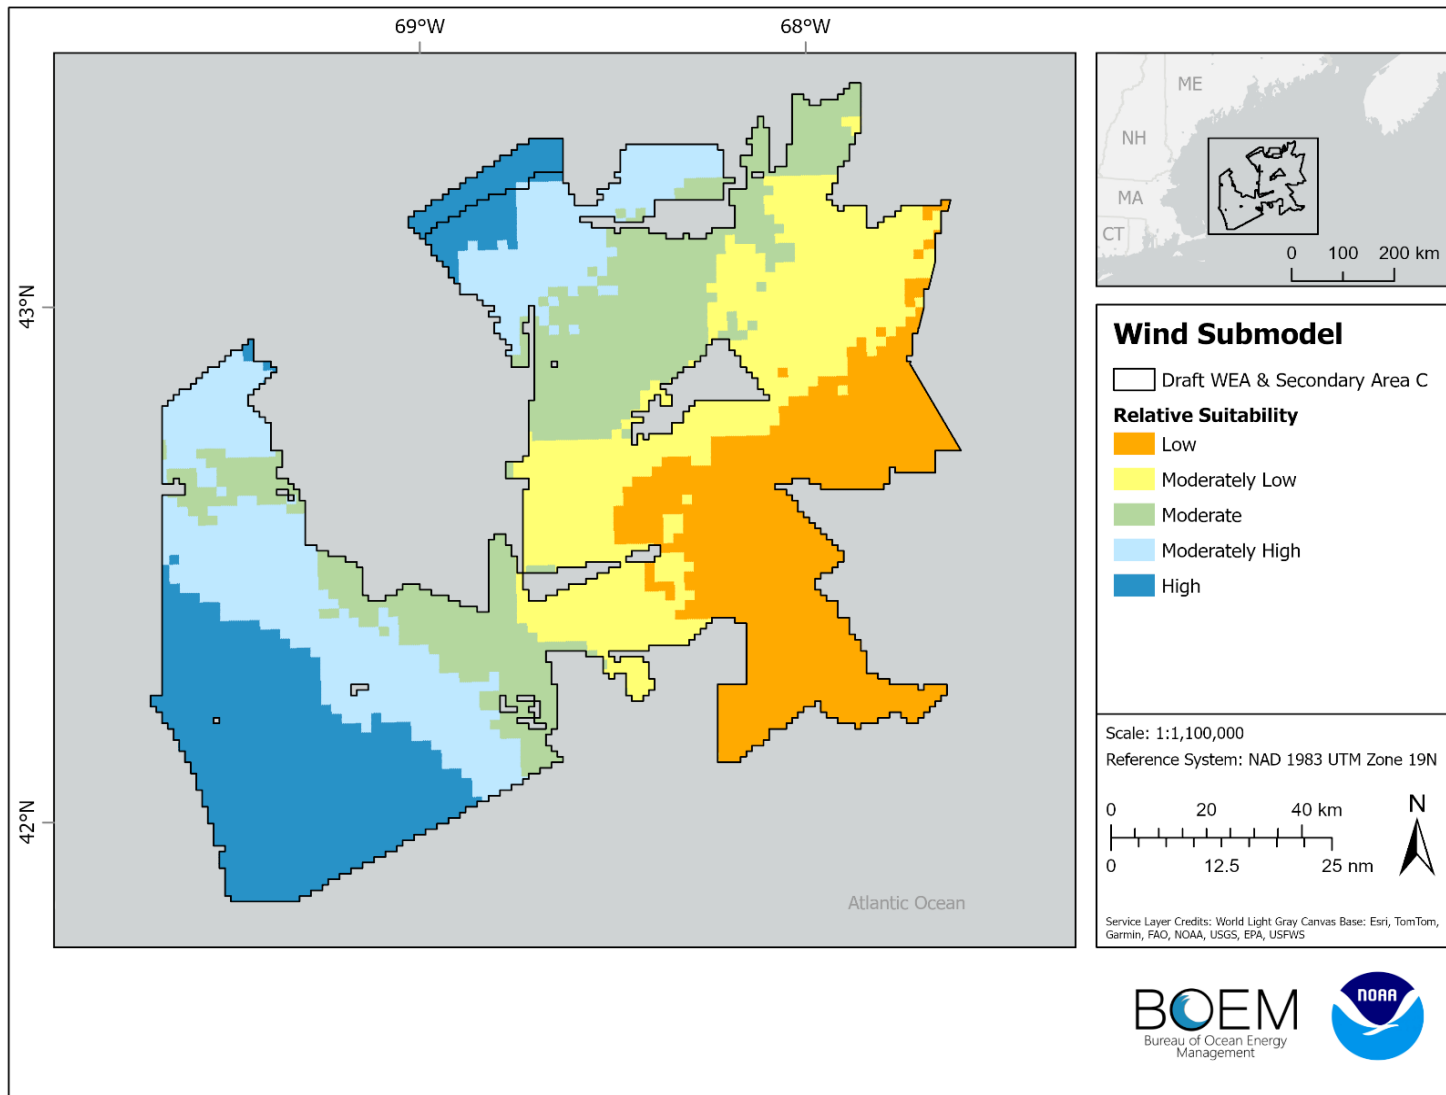 69°W
68°W
43°N
42°N
Atlantic Ocean
ME
NH
MA
CT
0 100 200 km
Wind Submodel
Draft WEA & Secondary Area C
Relative Suitability
Low
Moderately Low
Moderate
Moderately High
High
Scale: 1:1,100,000
Reference System: NAD 1983 UTM Zone 19N
0 20 40 km
N
0 12.5 25 nm
Service Layer Credits: World Light Gray Canvas Base: Esri, TomTom,
Garmin, FAO, NOAA, USGS, EPA, USFWS
BOEM
Bureau of Ocean Energy
Management
NOAA